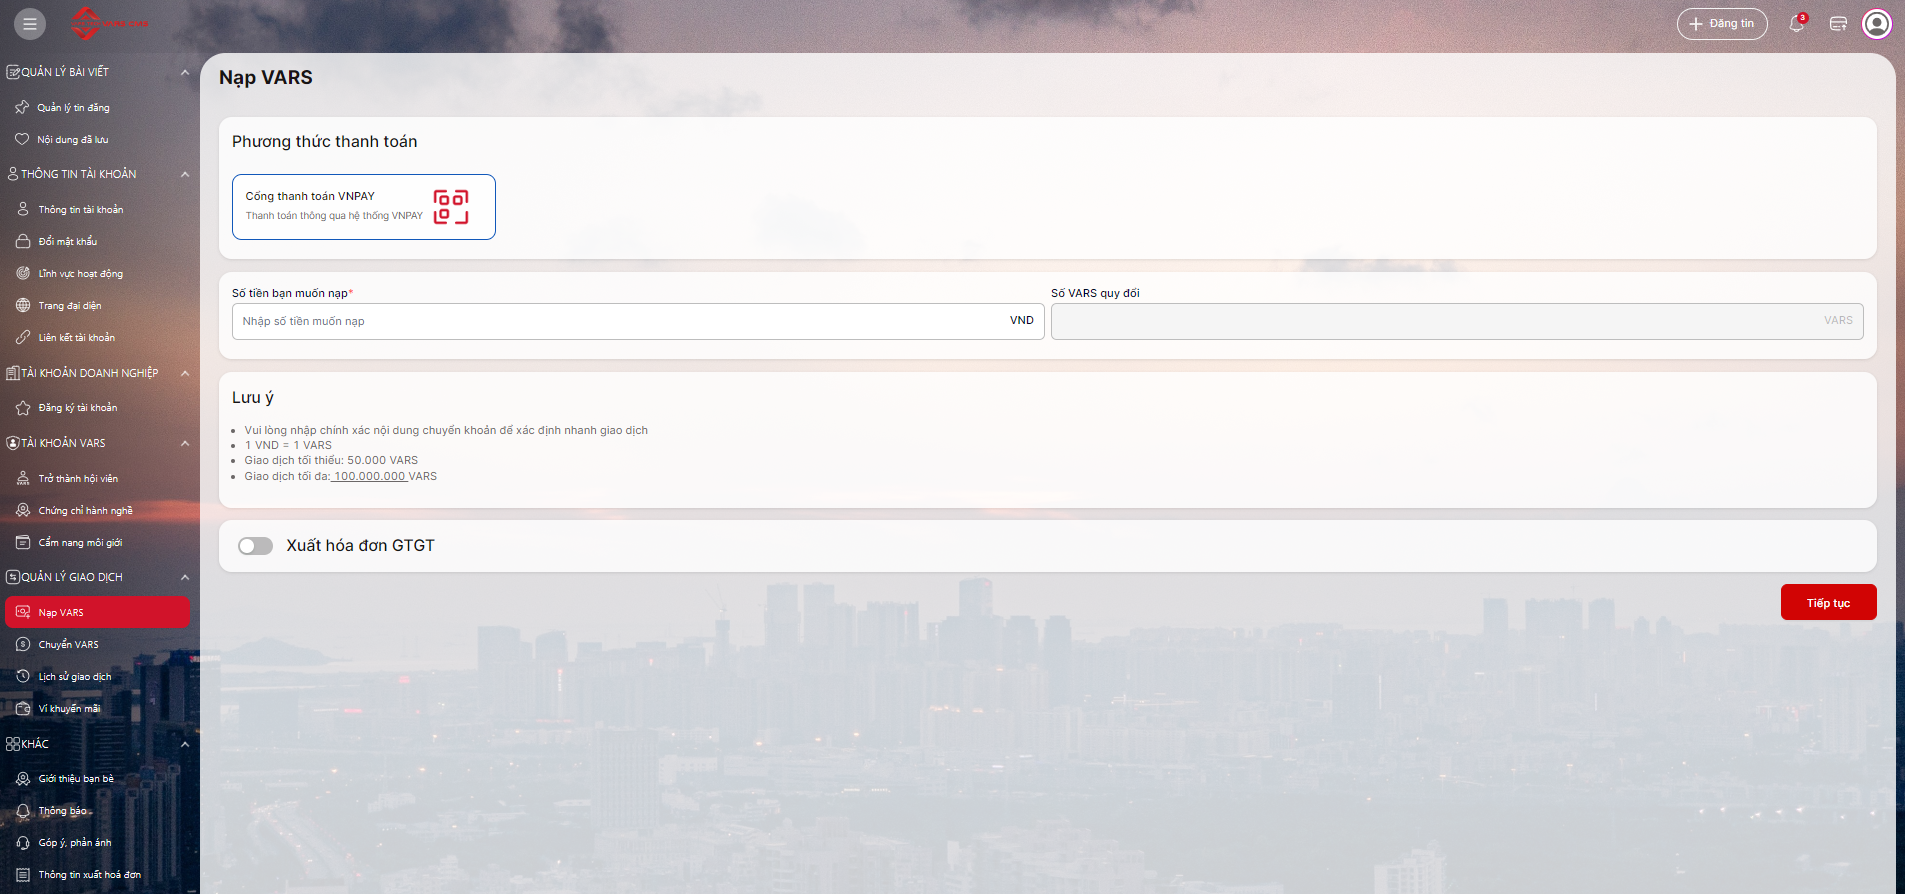 Đăng tin
3
QUẢN LÝ BÀI VIẾT
Quản lý tin đăng
Nội dung đã lưu
THÔNG TIN TÀI KHOẢN
Thông tin tài khoản
Đổi mật khẩu
Lĩnh vực hoạt động
Trang đại diện
Liên kết tài khoản
TÀI KHOẢN DOANH NGHIỆP
Đăng ký tài khoản
TÀI KHOẢN VARS
Trở thành hội viên
Chứng chỉ hành nghề
Cẩm nang môi giới
QUẢN LÝ GIAO DỊCH
Nạp VARS
Chuyển VARS
Lịch sử giao dịch
Ví khuyến mãi
KHÁC
Giới thiệu bạn bè
Thông báo
Góp ý, phản ánh
Thông tin xuất hoá đơn
Nạp VARS
Phương thức thanh toán
Cổng thanh toán VNPAY
Thanh toán thông qua hệ thống VNPAY
Số tiền bạn muốn nạp*
Nhập số tiền muốn nạp VND
Số VARS quy đổi
VARS
Lưu ý
• Vui lòng nhập chính xác nội dung chuyển khoản để xác định nhanh giao dịch
• 1 VND = 1 VARS
• Giao dịch tối thiểu: 50.000 VARS
• Giao dịch tối đa: 100.000.000 VARS
Xuất hóa đơn GTGT
Tiếp tục